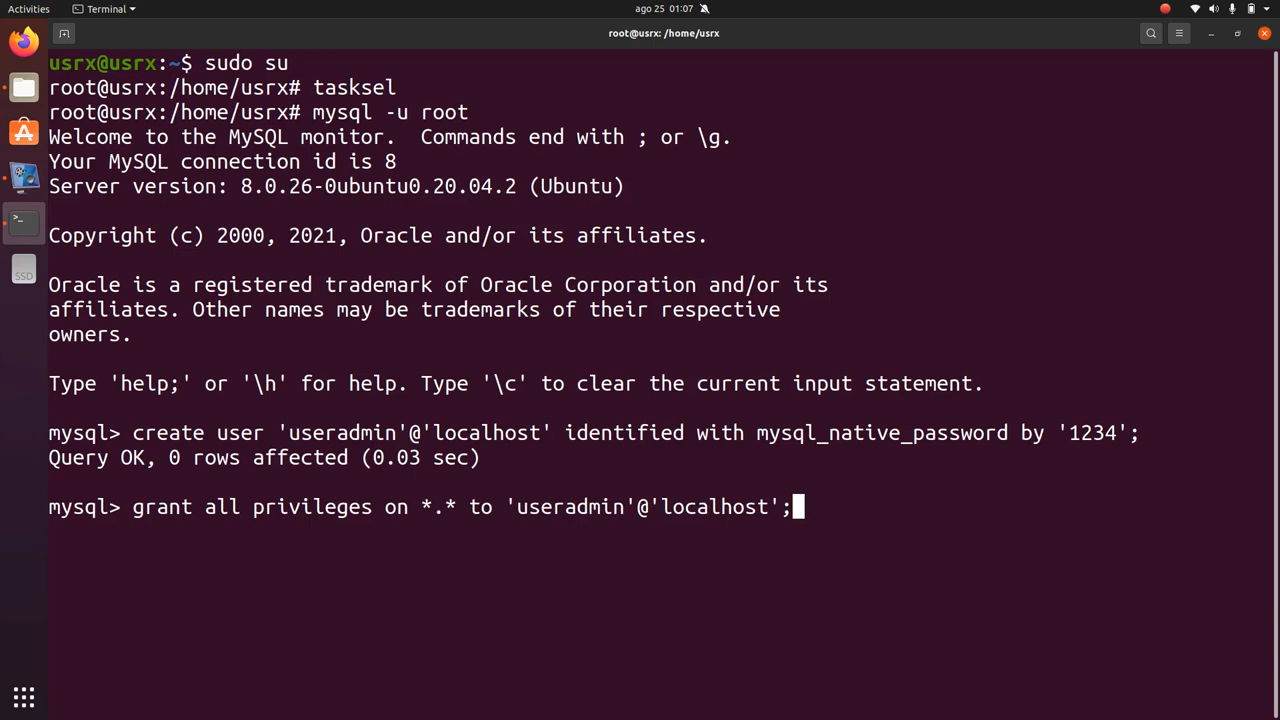 Activities
Terminal
ago 25 01:07
root@usrx: /home/usrx
usrx@usrx:~$ sudo su
root@usrx:/home/usrx# tasksel
root@usrx:/home/usrx# mysql -u root
Welcome to the MySQL monitor.  Commands end with ; or \g.
Your MySQL connection id is 8
Server version: 8.0.26-0ubuntu0.20.04.2 (Ubuntu)
Copyright (c) 2000, 2021, Oracle and/or its affiliates.
Oracle is a registered trademark of Oracle Corporation and/or its
affiliates. Other names may be trademarks of their respective
owners.
Type 'help;' or '\h' for help. Type '\c' to clear the current input statement.
mysql> create user 'useradmin'@'localhost' identified with mysql_native_password by '1234';
Query OK, 0 rows affected (0.03 sec)
mysql> grant all privileges on *.* to 'useradmin'@'localhost';
SSD